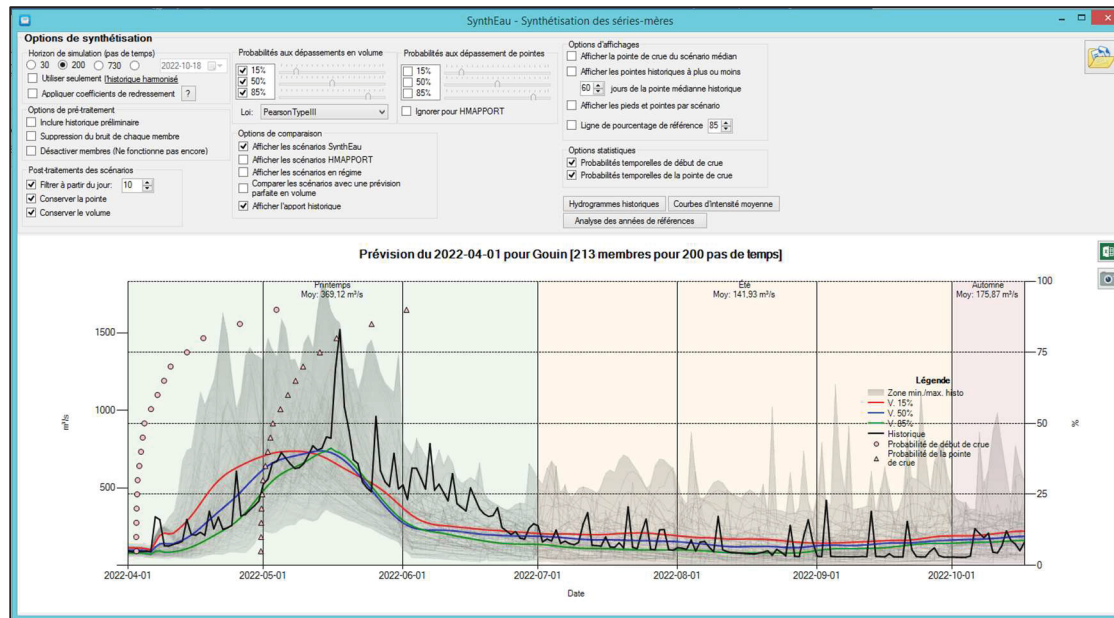 SynthEau - Synthétisation des séries-mères
Options de synthétisation
Horizon de simulation (pas de temps)
30 200 730 2022-10-18
Utiliser seulement l'historique harmonisé
Appliquer coefficients de redressement ?
Options de pré-traitement
Inclure historique préliminaire
Suppression du bruit de chaque membre
Désactiver membres (Ne fonctionne pas encore)
Post-traitements des scénarios
Filtrer à partir du jour: 10
Conserver la pointe
Conserver le volume
Probabilités aux dépassements en volume
15%
50%
85%
Loi: PearsonTypeIII
Probabilités aux dépassement de pointes
15%
50%
85%
Ignorer pour HMAPPORT
Options de comparaison
Afficher les scénarios SynthEau
Afficher les scénarios HMAPPORT
Afficher les scénarios en régime
Comparer les scénarios avec une prévision
parfaite en volume
Afficher l'apport historique
Options d'affichages
Afficher la pointe de crue du scénario médian
Afficher les pointes historiques à plus ou moins
60 jours de la pointe médianne historique
Afficher les pieds et pointes par scénario
Ligne de pourcentage de référence 85
Options statistiques
Probabilités temporelles de début de crue
Probabilités temporelles de la pointe de crue
Hydrogrammes historiques Courbes d'intensité moyenne
Analyse des années de références
Prévision du 2022-04-01 pour Gouin [213 membres pour 200 pas de temps]
Printemps
Moy: 369,12 m³/s
Été
Moy: 141,93 m³/s
Automne
Moy: 175,87 m³/s
1500
1000
500
m³/s
100
75
50
25
0
%
Légende
Zone min./max. histo
V. 15%
V. 50%
V. 85%
Historique
Probabilité de début de crue
Probabilité de la pointe
de crue
2022-04-01 2022-05-01 2022-06-01 2022-07-01 2022-08-01 2022-09-01 2022-10-01
Date